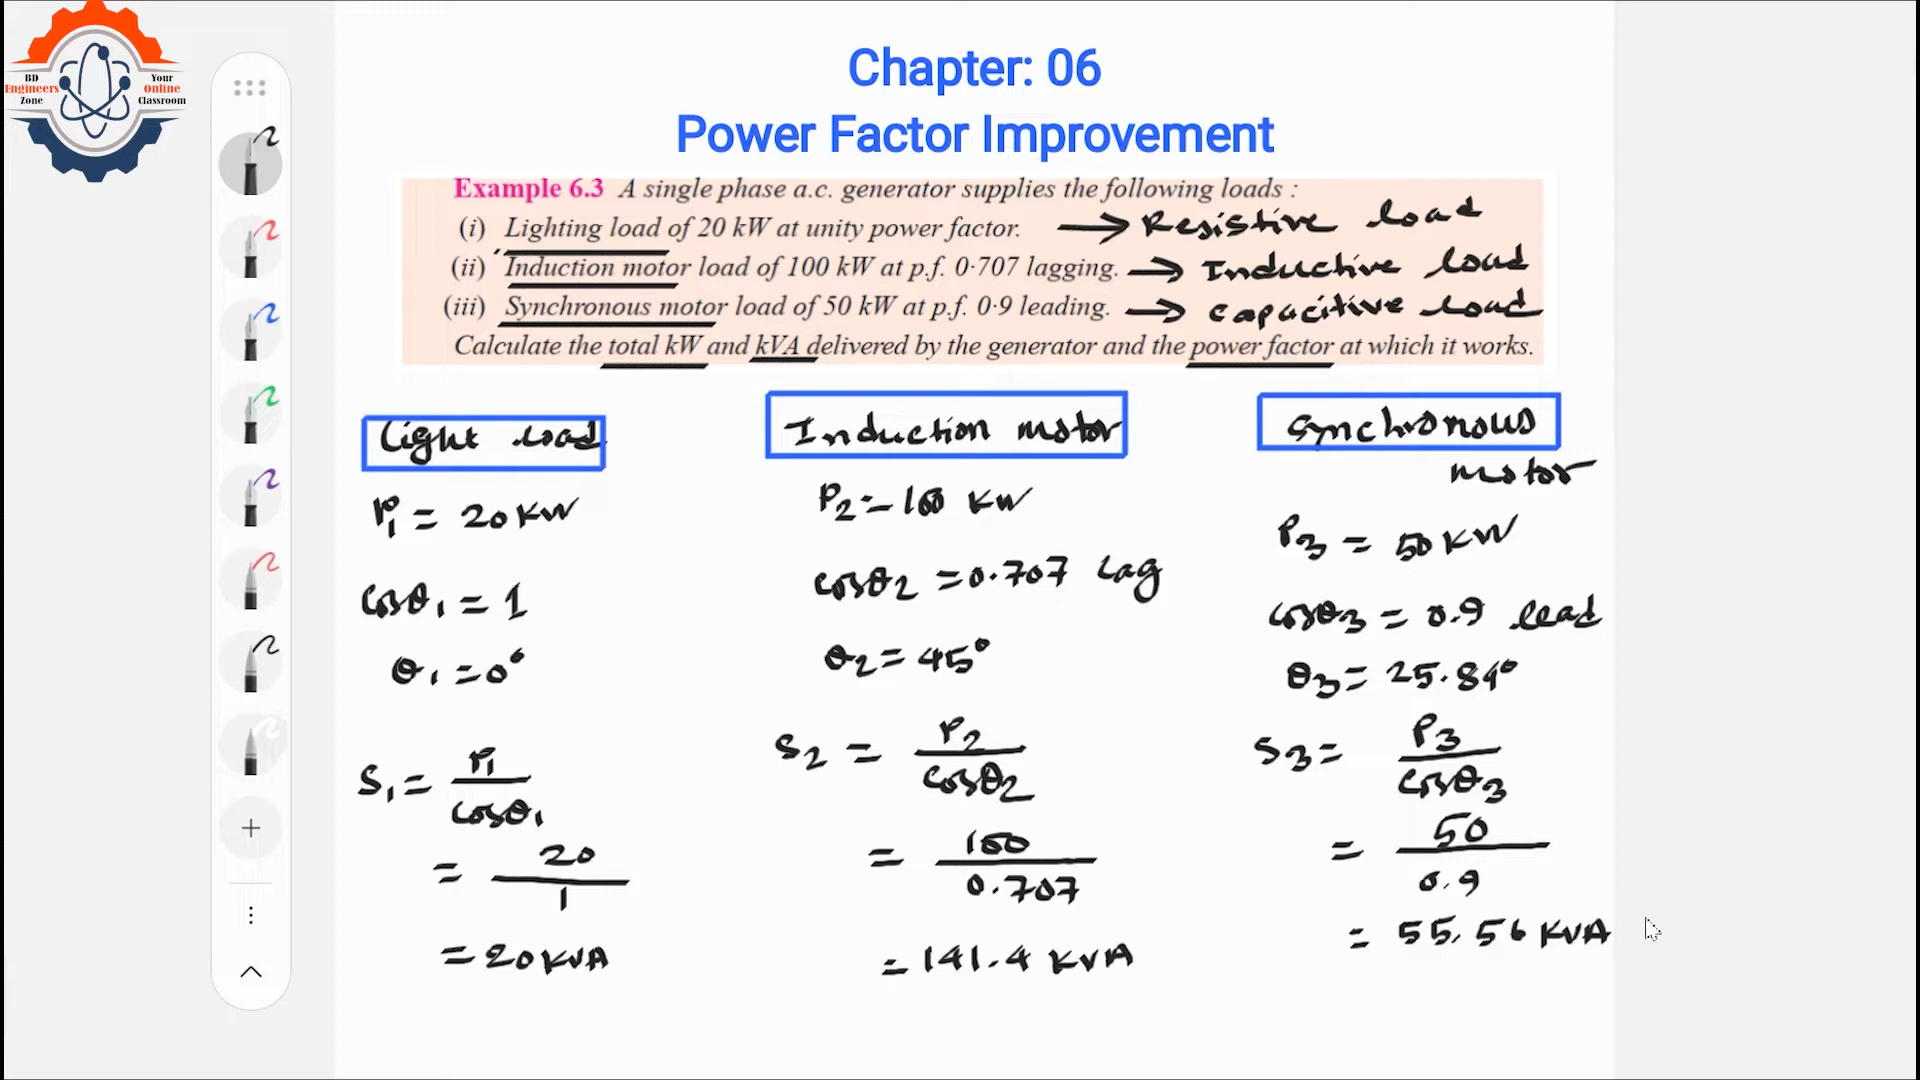 BD
Engineers
Zone
Your
Online
Classroom
Chapter: 06
Power Factor Improvement
Example 6.3 A single phase a.c. generator supplies the following loads :
(i) Lighting load of 20 kW at unity power factor. → Resistive load
(ii) Induction motor load of 100 kW at p.f. 0·707 lagging. → Inductive load
(iii) Synchronous motor load of 50 kW at p.f. 0·9 leading. → capacitive load
Calculate the total kW and kVA delivered by the generator and the power factor at which it works.
Light load
P1 = 20 KW
cosθ1 = 1
θ1 = 0°
S1 = P1 / cosθ1
= 20 / 1
= 20 KVA
Induction motor
P2 = 100 KW
cosθ2 = 0.707 Lag
θ2 = 45°
S2 = P2 / cosθ2
= 100 / 0.707
= 141.4 KVA
Synchronous
motor
P3 = 50 KW
cosθ3 = 0.9 lead
θ3 = 25.84°
S3 = P3 / cosθ3
= 50 / 0.9
= 55.56 KVA